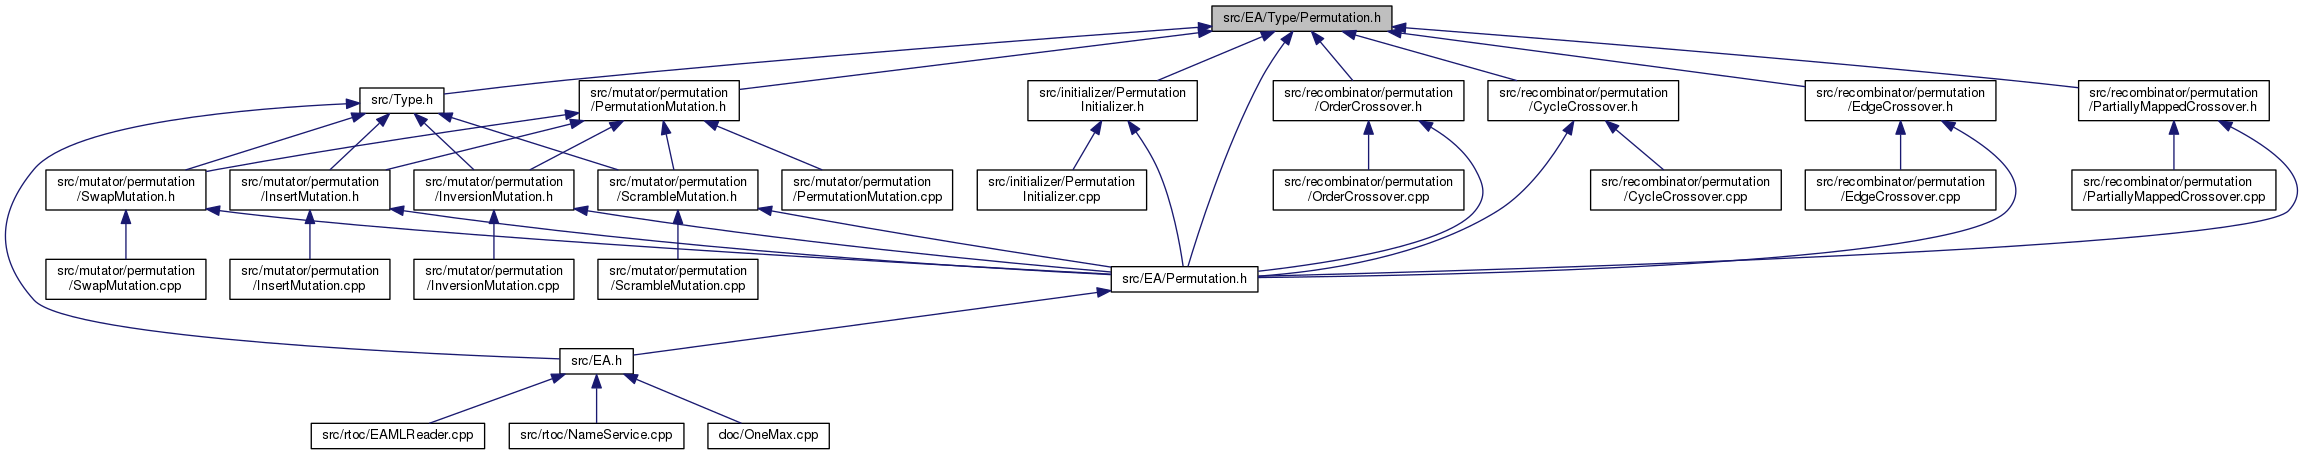 src/EA/Type/Permutation.h
src/Type.h
src/mutator/permutation
/PermutationMutation.h
src/initializer/Permutation
Initializer.h
src/recombinator/permutation
/OrderCrossover.h
src/recombinator/permutation
/CycleCrossover.h
src/recombinator/permutation
/EdgeCrossover.h
src/recombinator/permutation
/PartiallyMappedCrossover.h
src/mutator/permutation
/SwapMutation.h
src/mutator/permutation
/InsertMutation.h
src/mutator/permutation
/InversionMutation.h
src/mutator/permutation
/ScrambleMutation.h
src/mutator/permutation
/PermutationMutation.cpp
src/initializer/Permutation
Initializer.cpp
src/recombinator/permutation
/OrderCrossover.cpp
src/recombinator/permutation
/CycleCrossover.cpp
src/recombinator/permutation
/EdgeCrossover.cpp
src/recombinator/permutation
/PartiallyMappedCrossover.cpp
src/mutator/permutation
/SwapMutation.cpp
src/mutator/permutation
/InsertMutation.cpp
src/mutator/permutation
/InversionMutation.cpp
src/mutator/permutation
/ScrambleMutation.cpp
src/EA/Permutation.h
src/EA.h
src/rtoc/EAMLReader.cpp
src/rtoc/NameService.cpp
doc/OneMax.cpp